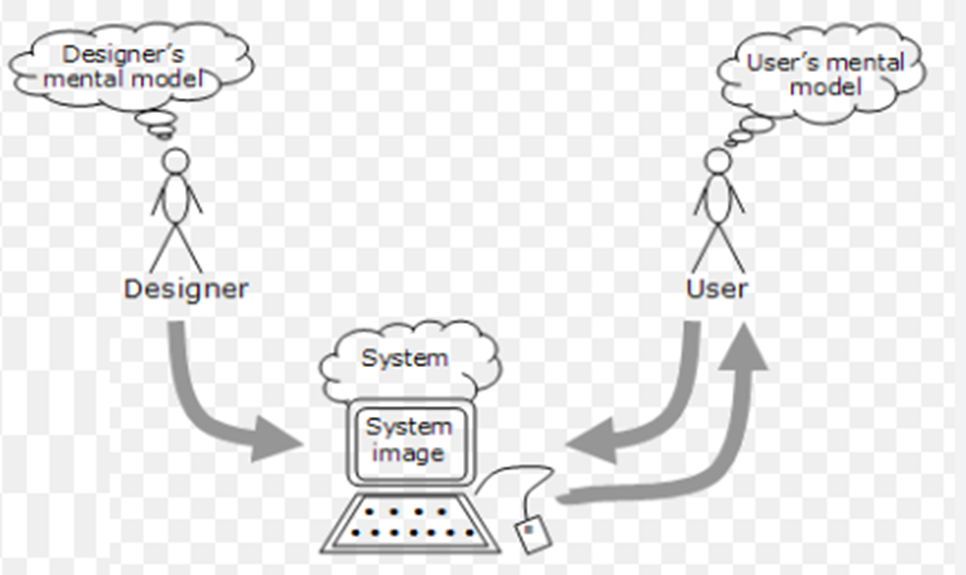 Designer's
mental model
User's mental
model
Designer
User
System
System
image